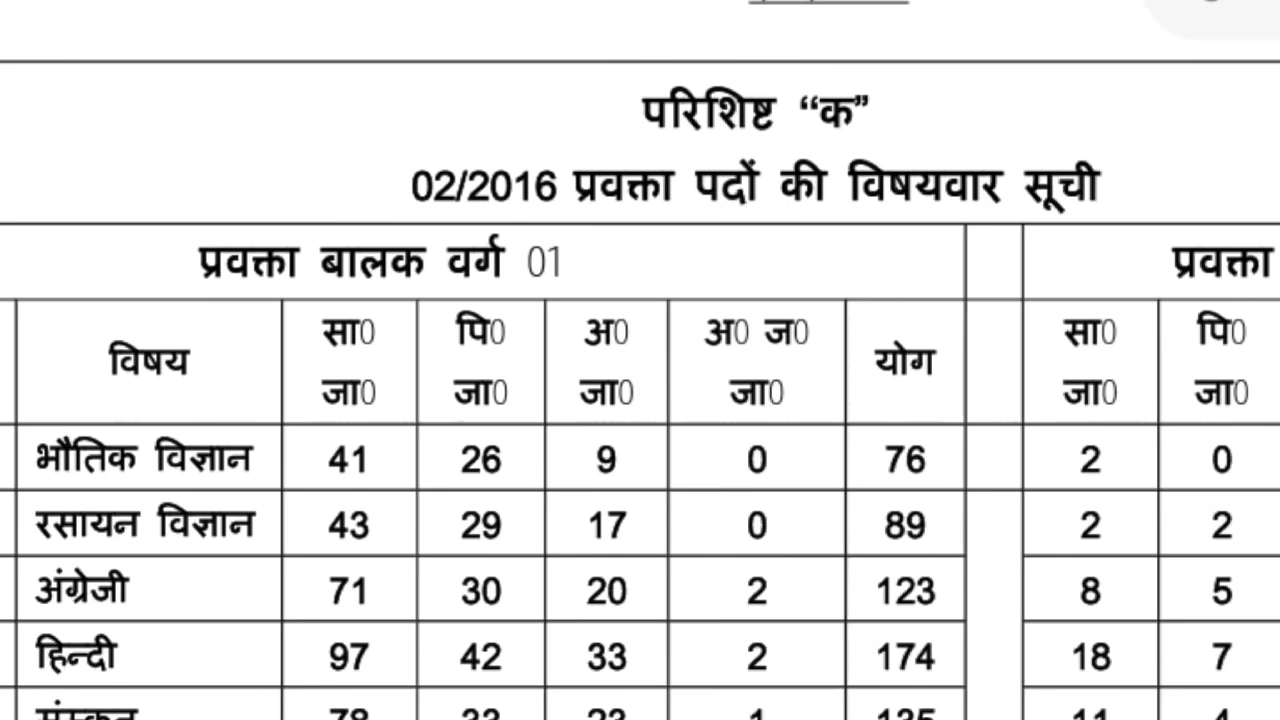 परिशिष्ट “क”
02/2016 प्रवक्ता पदों की विषयवार सूची
प्रवक्ता बालक वर्ग 01 प्रवक्ता
विषय सा0 जा0 पि0 जा0 अ0 जा0 अ0 ज0 जा0 योग सा0 जा0 पि0 जा0
भौतिक विज्ञान 41 26 9 0 76 2 0
रसायन विज्ञान 43 29 17 0 89 2 2
अंग्रेजी 71 30 20 2 123 8 5
हिन्दी 97 42 33 2 174 18 7